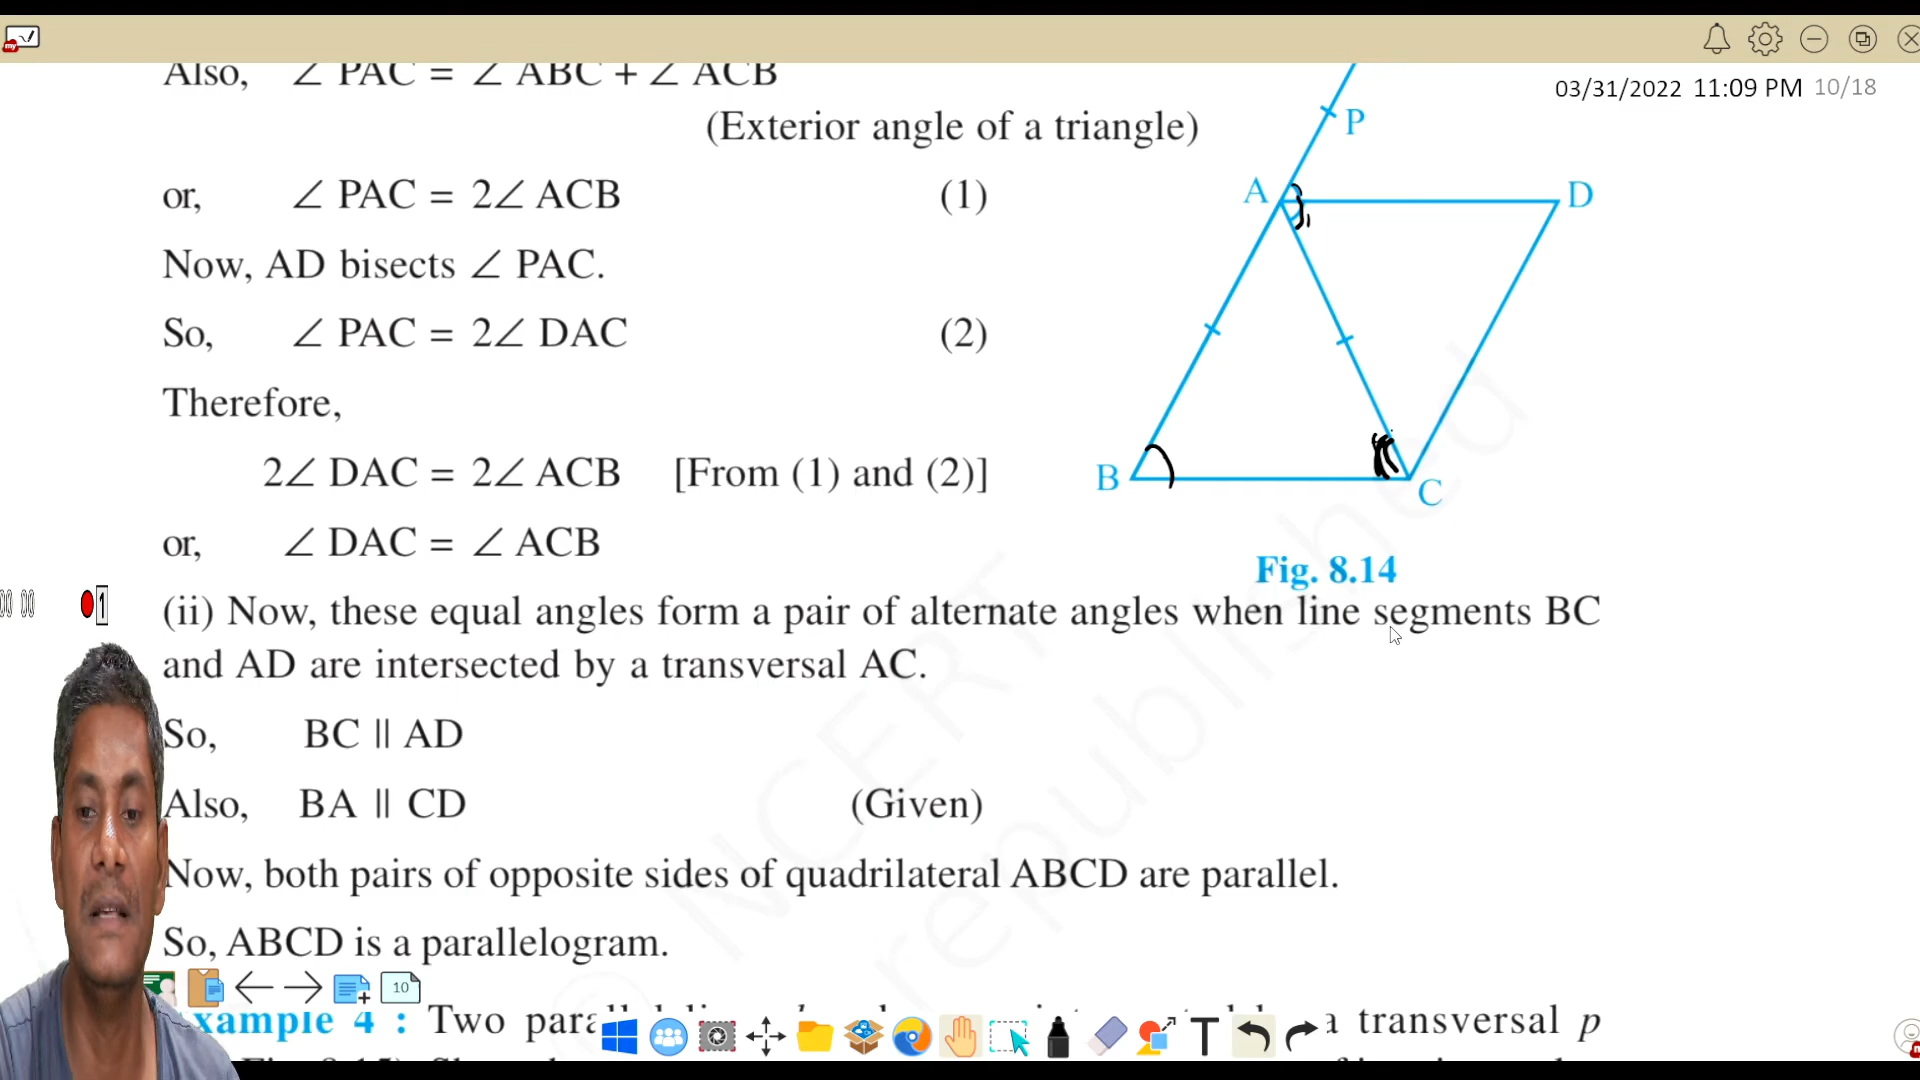 Also, ∠ PAC = ∠ ABC + ∠ ACB
(Exterior angle of a triangle)
or, ∠ PAC = 2∠ ACB (1)
Now, AD bisects ∠ PAC.
So, ∠ PAC = 2∠ DAC (2)
Therefore,
2∠ DAC = 2∠ ACB [From (1) and (2)]
or, ∠ DAC = ∠ ACB
03/31/2022 11:09 PM 10/18
P
A
D
B
C
Fig. 8.14
1
(ii) Now, these equal angles form a pair of alternate angles when line segments BC
and AD are intersected by a transversal AC.
So, BC || AD
Also, BA || CD (Given)
Now, both pairs of opposite sides of quadrilateral ABCD are parallel.
So, ABCD is a parallelogram.
10
xample 4 : Two para a transversal p
T
© NCERT
republished